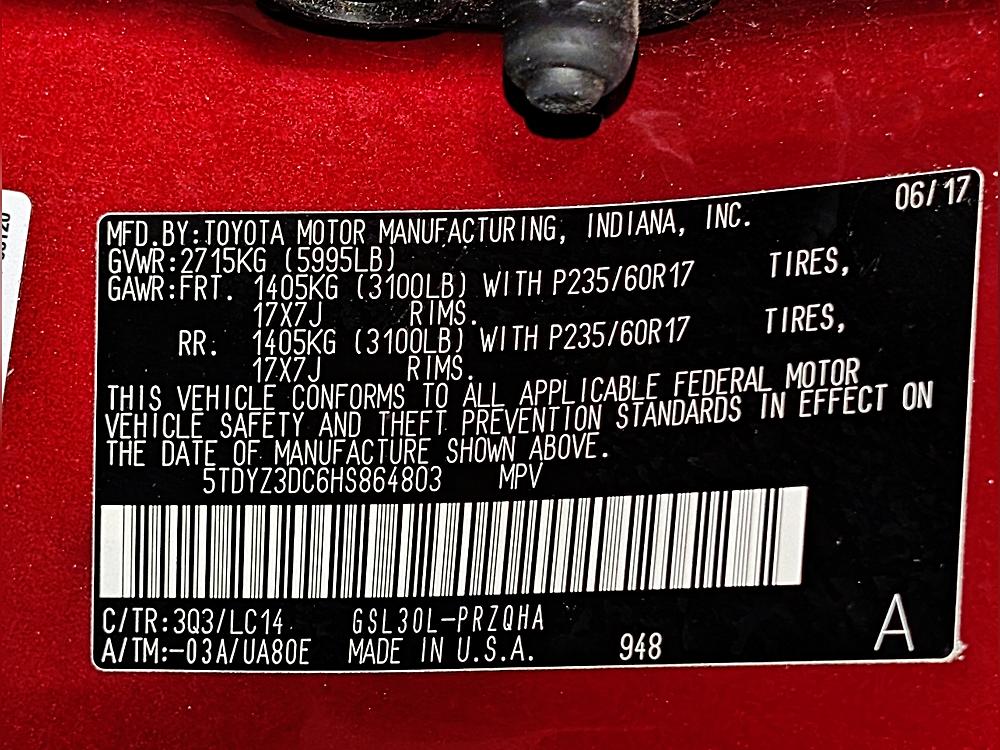 06/17
MFD.BY:TOYOTA MOTOR MANUFACTURING, INDIANA, INC.
GVWR:2715KG (5995LB)
GAWR:FRT. 1405KG (3100LB) WITH P235/60R17 TIRES,
17X7J RIMS.
RR. 1405KG (3100LB) WITH P235/60R17 TIRES,
17X7J RIMS.
THIS VEHICLE CONFORMS TO ALL APPLICABLE FEDERAL MOTOR
VEHICLE SAFETY AND THEFT PREVENTION STANDARDS IN EFFECT ON
THE DATE OF MANUFACTURE SHOWN ABOVE.
5TDYZ3DC6HS864803 MPV
C/TR:3Q3/LC14 GSL30L-PRZQHA
A/TM:-03A/UA80E MADE IN U.S.A. 948
A